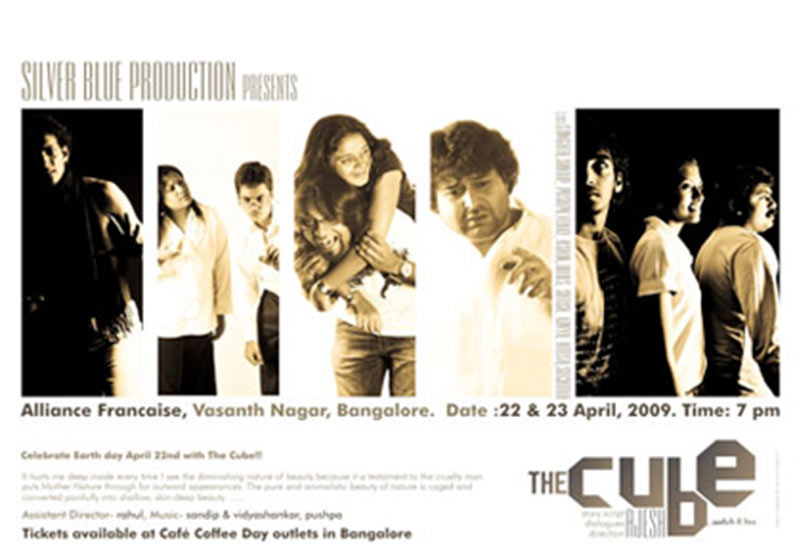 SILVER BLUE PRODUCTION PRESENTS
Alliance Francaise, Vasanth Nagar, Bangalore. Date :22 & 23 April, 2009. Time: 7 pm
Celebrate Earth day April 22nd with The Cube!!!
It hurts me deep inside every time I see the diminishing nature of beauty because it is testament to the cruelty man
puts Mother Nature through for outward appearances. The pure and animalistic beauty of nature is caged and
converted painfully into shallow, skin-deep beauty. . . . .
Assistant Director- rahul, Music- sandip & vidyashankar, pushpa
Tickets available at Café Coffee Day outlets in Bangalore
THE cube
story script
dialogues
direction
AJESH
...watch it live